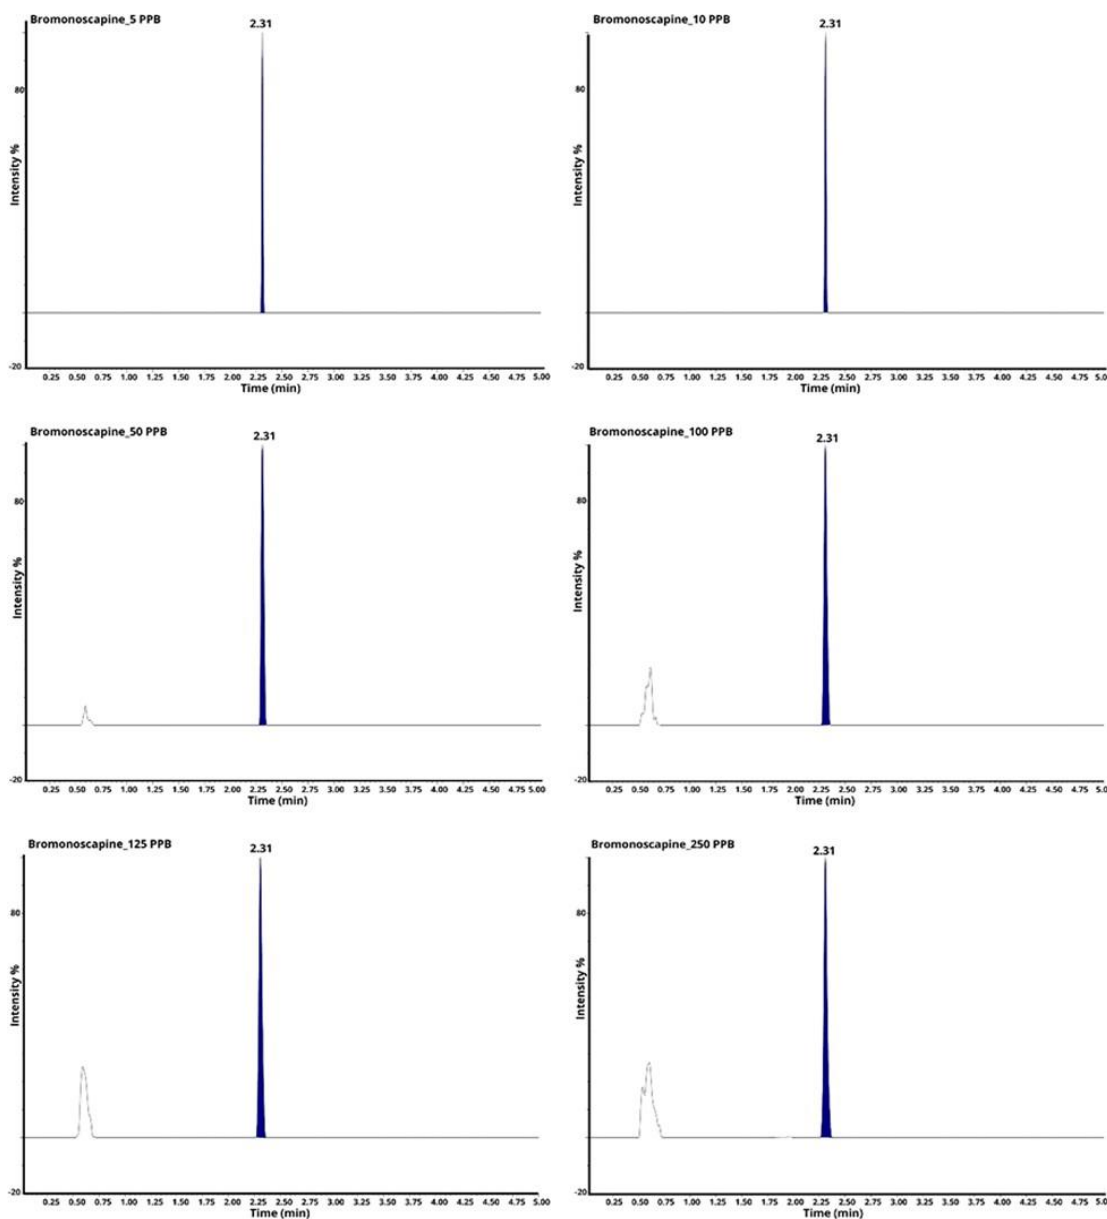 Bromonoscapine_5 PPB
2.31
80
Intensity %
-20
0.25 0.50 0.75 1.00 1.25 1.50 1.75 2.00 2.25 2.50 2.75 3.00 3.25 3.50 3.75 4.00 4.25 4.50 4.75 5.00
Time (min)
Bromonoscapine_10 PPB
2.31
80
Intensity %
-20
0.25 0.50 0.75 1.00 1.25 1.50 1.75 2.00 2.25 2.50 2.75 3.00 3.25 3.50 3.75 4.00 4.25 4.50 4.75 5.0
Time (min)
Bromonoscapine_50 PPB
2.31
80
Intensity %
-20
0.25 0.50 0.75 1.00 1.25 1.50 1.75 2.00 2.25 2.50 2.75 3.00 3.25 3.50 3.75 4.00 4.25 4.50 4.75 5.00
Time (min)
Bromonoscapine_100 PPB
2.31
80
Intensity %
-20
0.25 0.50 0.75 1.00 1.25 1.50 1.75 2.00 2.25 2.50 2.75 3.00 3.25 3.50 3.75 4.00 4.25 4.50 4.75 5.0
Time (min)
Bromonoscapine_125 PPB
2.31
80
Intensity %
-20
0.25 0.50 0.75 1.00 1.25 1.50 1.75 2.00 2.25 2.50 2.75 3.00 3.25 3.50 3.75 4.00 4.25 4.50 4.75 5.00
Time (min)
Bromonoscapine_250 PPB
2.31
80
Intensity %
-20
0.25 0.50 0.75 1.00 1.25 1.50 1.75 2.00 2.25 2.50 2.75 3.00 3.25 3.50 3.75 4.00 4.25 4.50 4.75 5.0
Time (min)